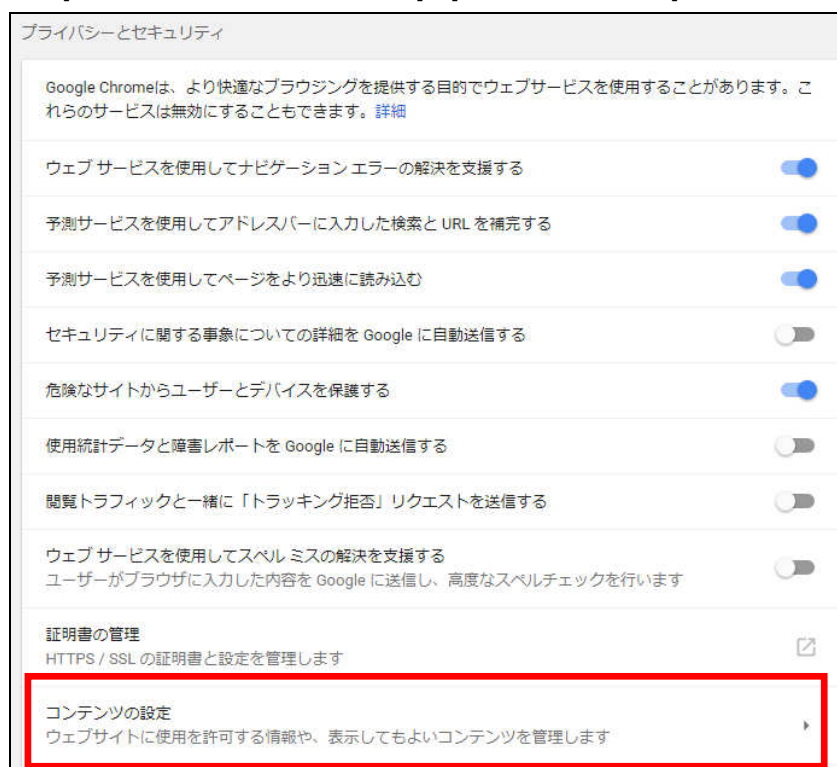 プライバシーとセキュリティ
Google Chromeは、より快適なブラウジングを提供する目的でウェブサービスを使用することがあります。こ
れらのサービスは無効にすることもできます。詳細
ウェブ サービスを使用してナビゲーション エラーの解決を支援する
予測サービスを使用してアドレスバーに入力した検索と URL を補完する
予測サービスを使用してページをより迅速に読み込む
セキュリティに関する事象についての詳細を Google に自動送信する
危険なサイトからユーザーとデバイスを保護する
使用統計データと障害レポートを Google に自動送信する
閲覧トラフィックと一緒に「トラッキング拒否」リクエストを送信する
ウェブ サービスを使用してスペル ミスの解決を支援する
ユーザーがブラウザに入力した内容を Google に送信し、高度なスペルチェックを行います
証明書の管理
HTTPS / SSL の証明書と設定を管理します
コンテンツの設定
ウェブサイトに使用を許可する情報や、表示してもよいコンテンツを管理します